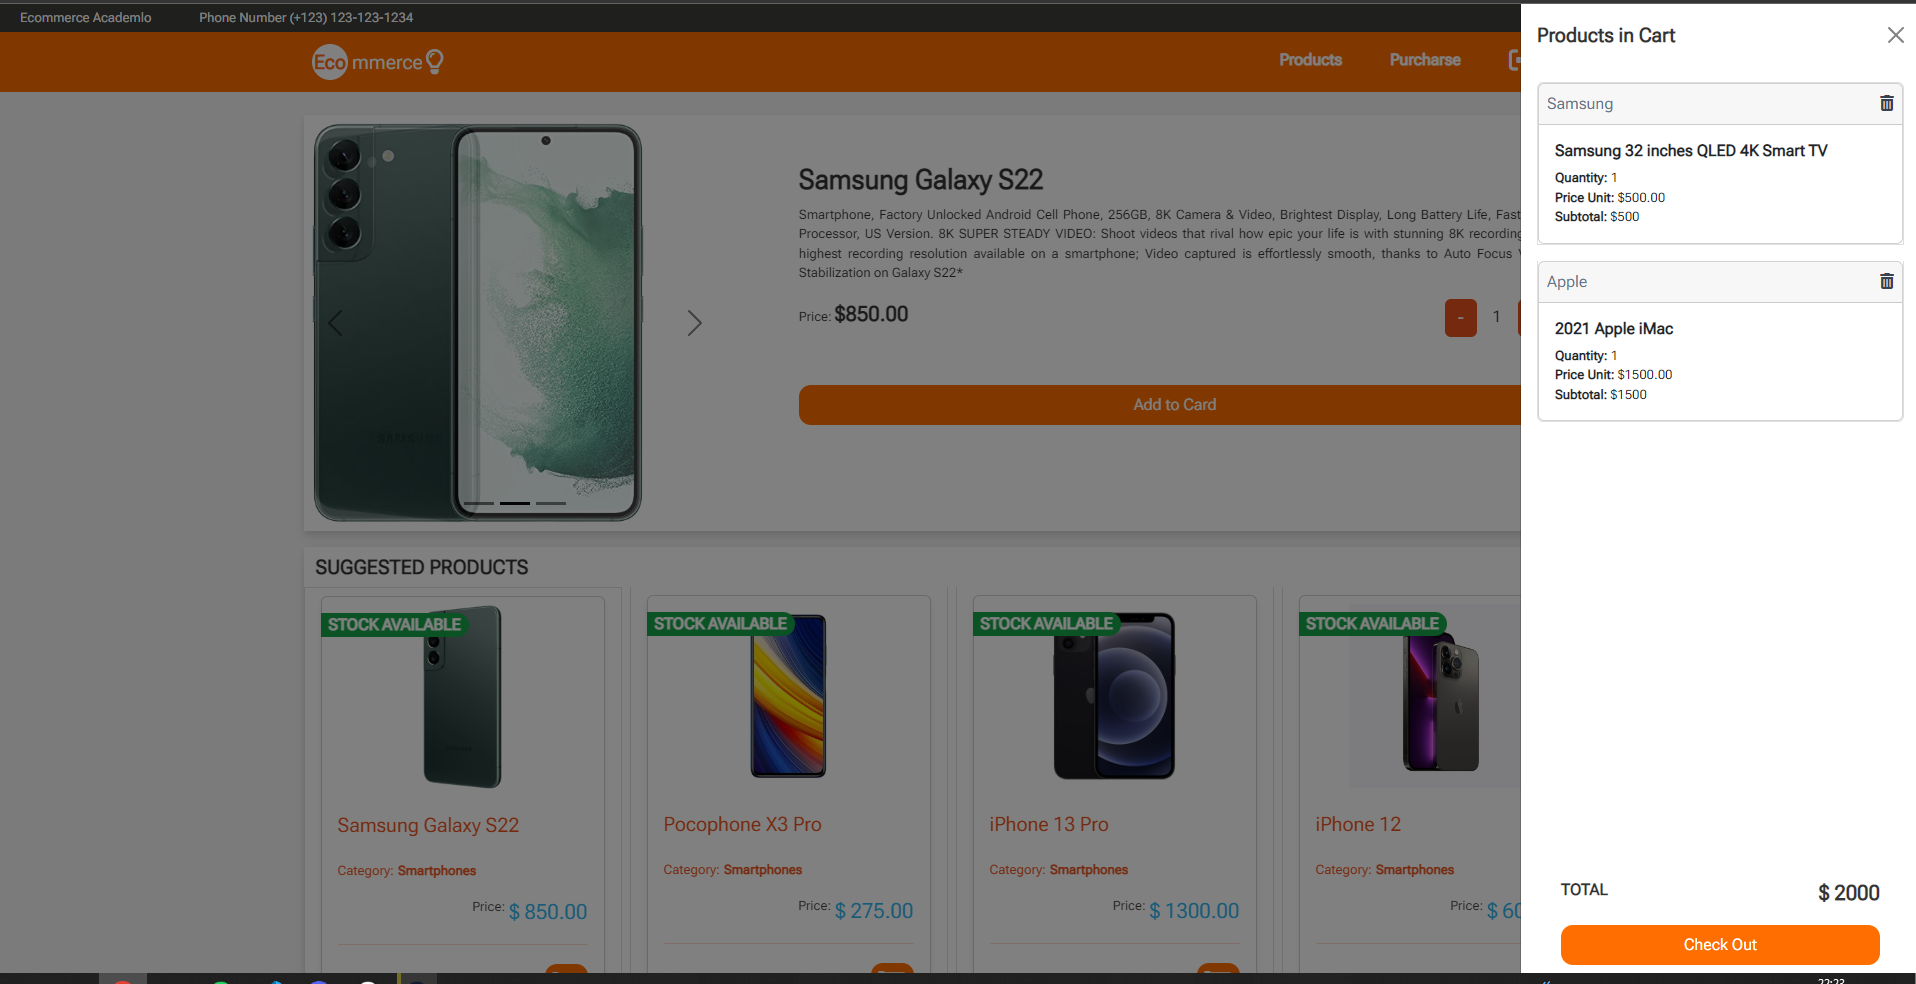 Ecommerce Academlo Phone Number (+123) 123-123-1234
Eco mmerce
Products Purcharse
Samsung Galaxy S22
Smartphone, Factory Unlocked Android Cell Phone, 256GB, 8K Camera & Video, Brightest Display, Long Battery Life, Fast
Processor, US Version. 8K SUPER STEADY VIDEO: Shoot videos that rival how epic your life is with stunning 8K recording
highest recording resolution available on a smartphone; Video captured is effortlessly smooth, thanks to Auto Focus
Stabilization on Galaxy S22*
Price: $850.00
- 1
Add to Card
SAMSUNG
SUGGESTED PRODUCTS
STOCK AVAILABLE
Samsung Galaxy S22
Category: Smartphones
Price: $ 850.00
STOCK AVAILABLE
Pocophone X3 Pro
Category: Smartphones
Price: $ 275.00
STOCK AVAILABLE
iPhone 13 Pro
Category: Smartphones
Price: $ 1300.00
STOCK AVAILABLE
iPhone 12
Category: Smartphones
Price: $ 60
Products in Cart
Samsung
Samsung 32 inches QLED 4K Smart TV
Quantity: 1
Price Unit: $500.00
Subtotal: $500
Apple
2021 Apple iMac
Quantity: 1
Price Unit: $1500.00
Subtotal: $1500
TOTAL $ 2000
Check Out